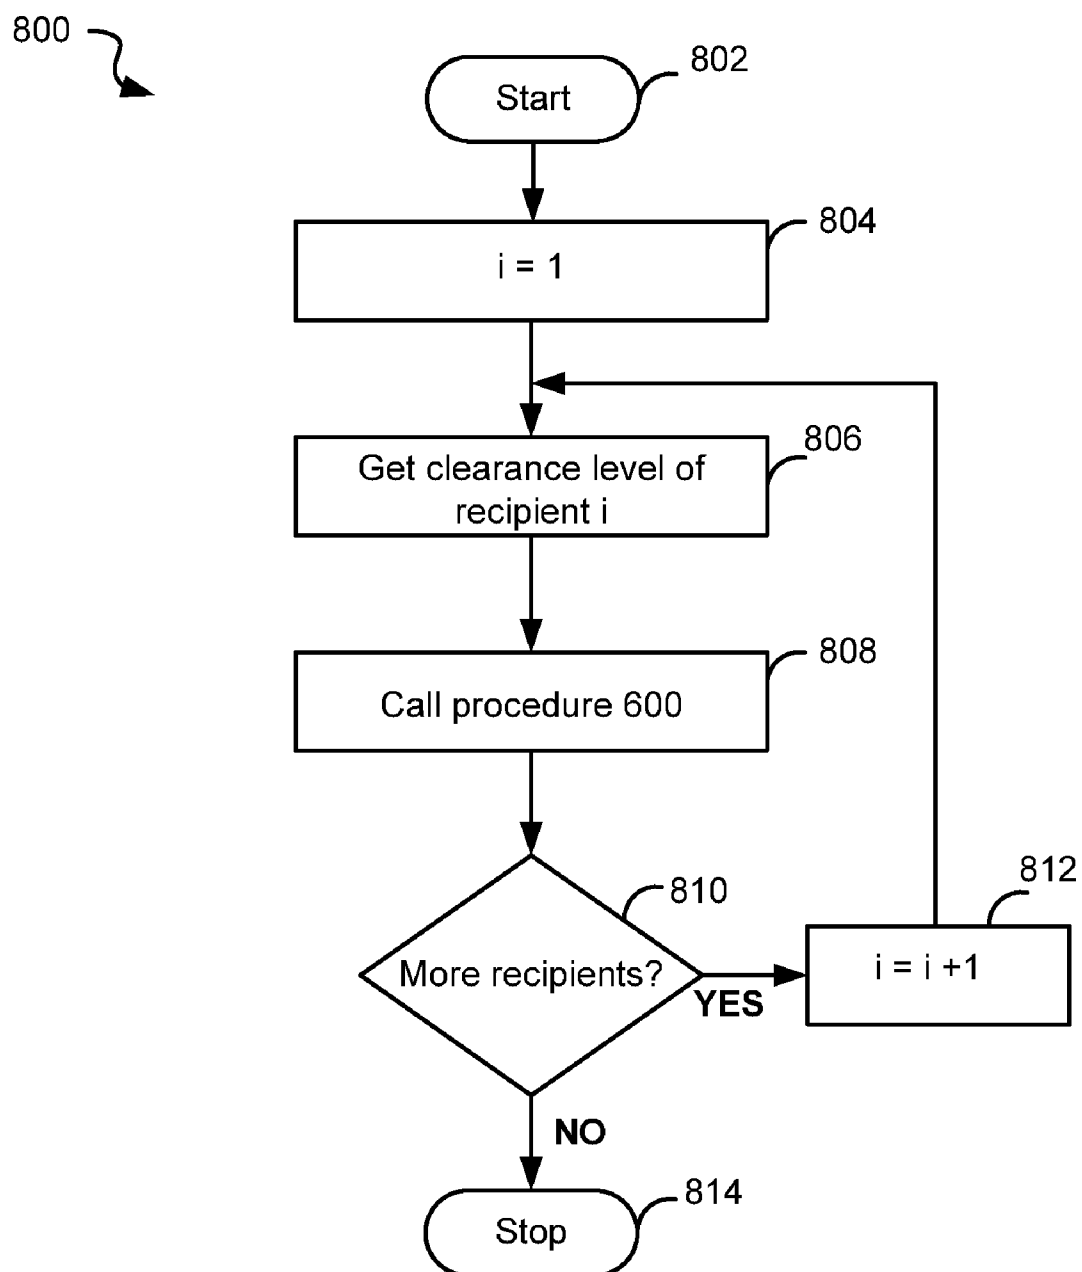 800
802
Start
804
i = 1
806
Get clearance level of
recipient i
808
Call procedure 600
810
812
More recipients?
i = i +1
YES
NO
814
Stop